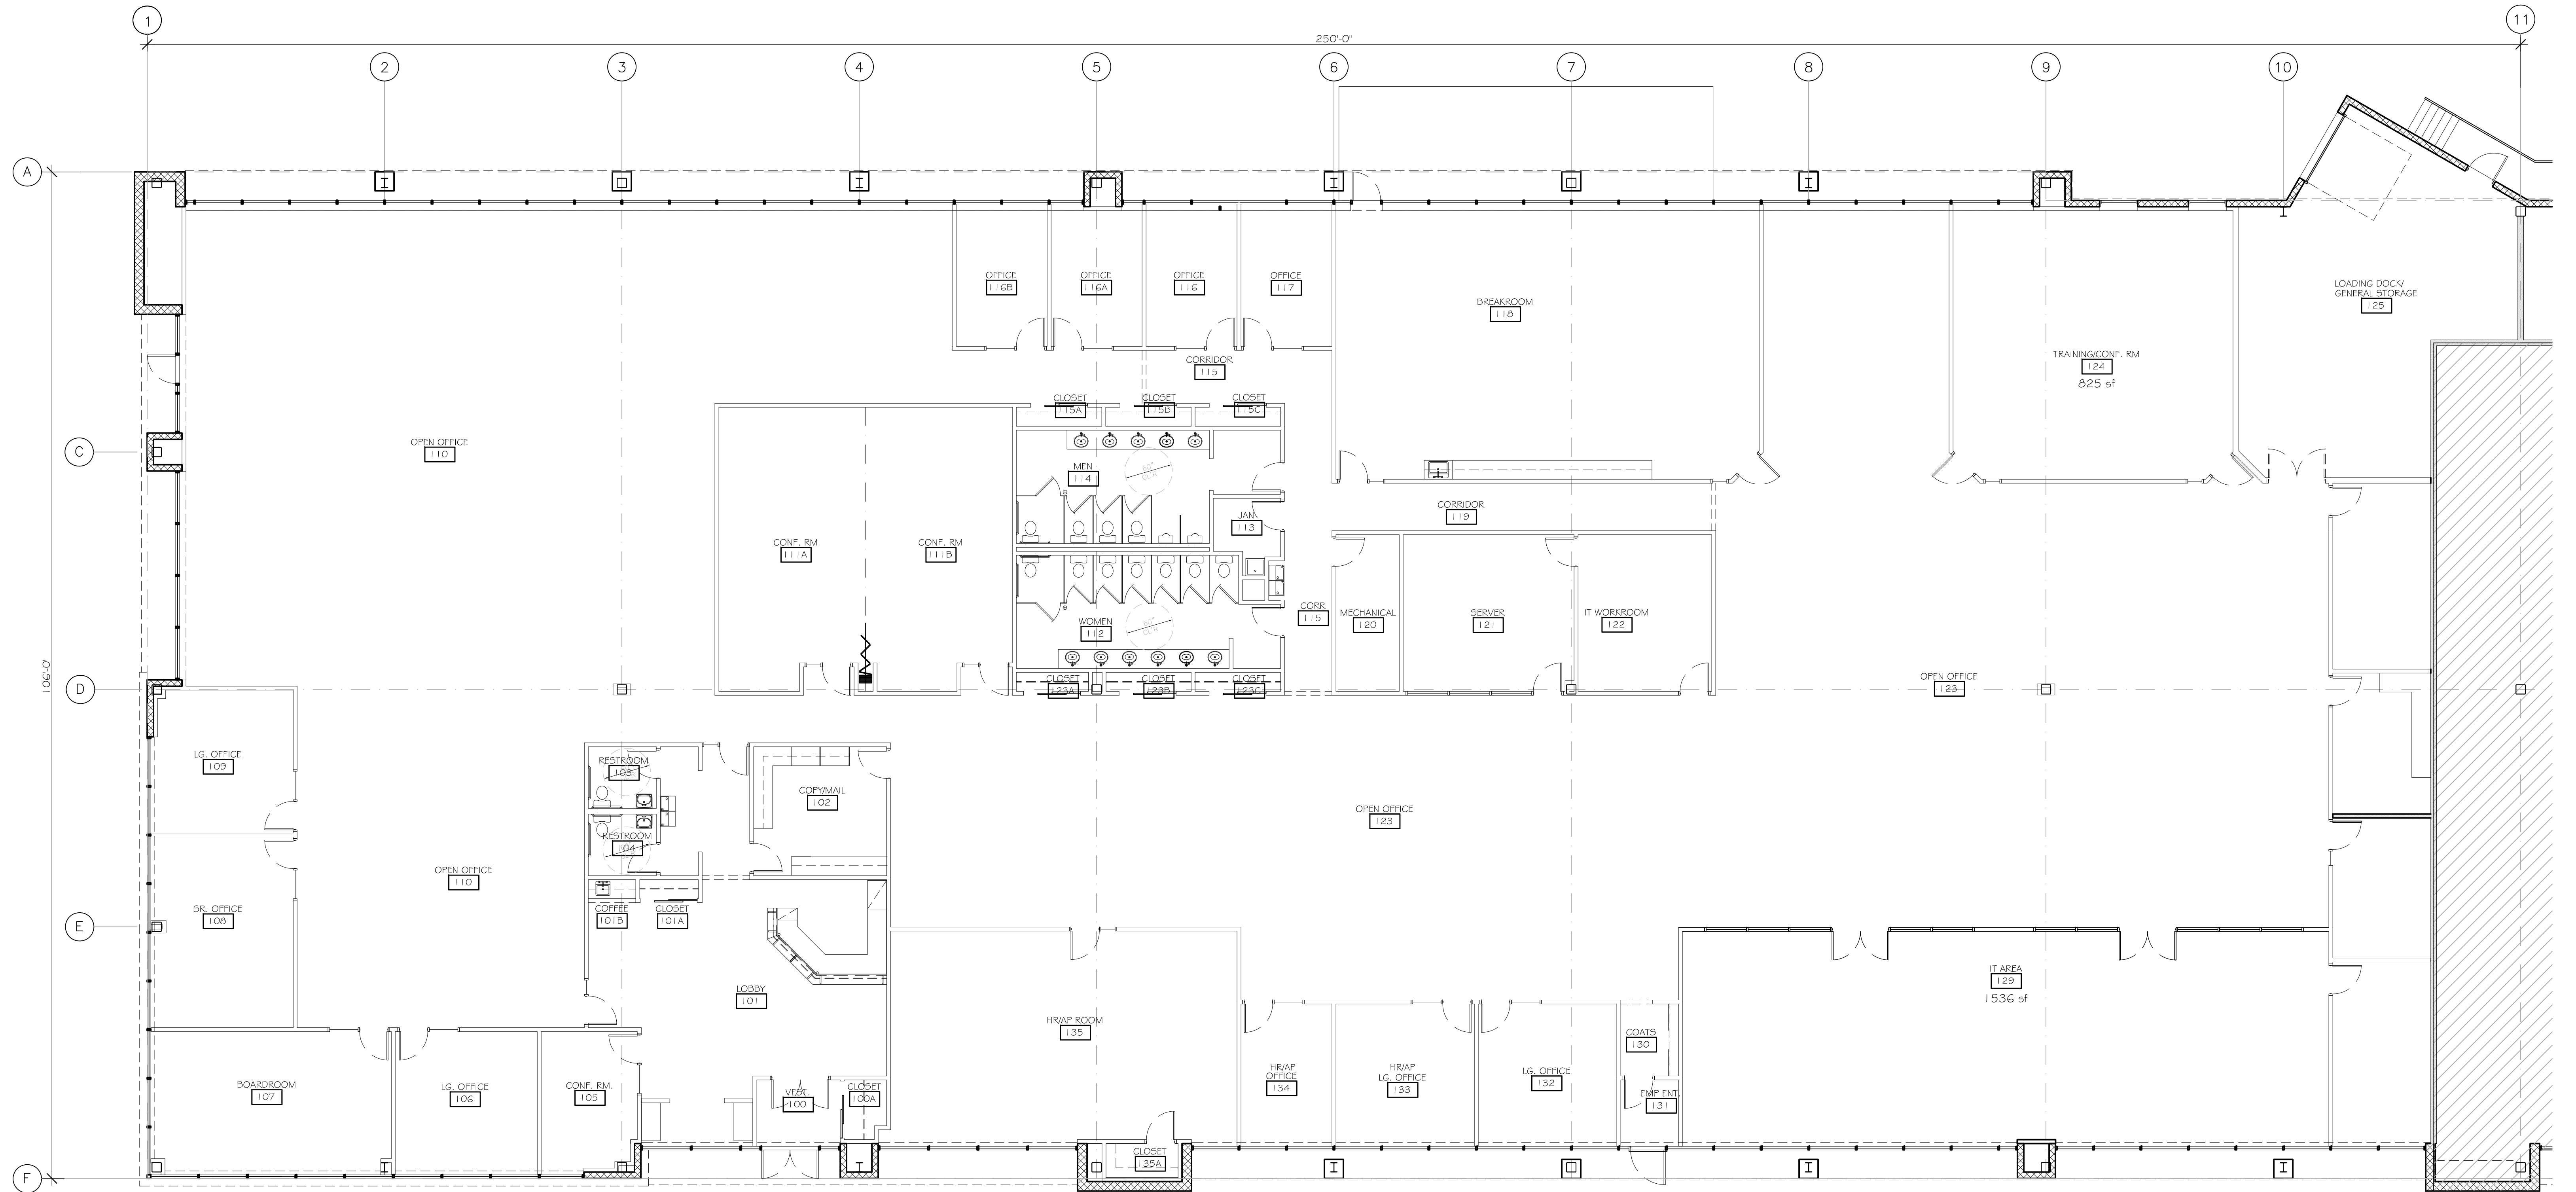 1
11
250'-0"
2
3
4
5
6
7
8
9
10
A
OFFICE
116B
OFFICE
116A
OFFICE
116
OFFICE
117
BREAKROOM
118
LOADING DOCK/
GENERAL STORAGE
125
CORRIDOR
115
TRAINING/CONF. RM
124
825 sf
CLOSET
115A
CLOSET
115B
CLOSET
115C
C
OPEN OFFICE
110
MEN
114
60"
CLR
CORRIDOR
119
JAN
113
CONF. RM
111A
CONF. RM
111B
CORR
115
MECHANICAL
120
SERVER
121
IT WORKROOM
122
WOMEN
112
60"
CLR
106'-0"
D
CLOSET
123A
CLOSET
123B
CLOSET
123C
OPEN OFFICE
123
LG. OFFICE
109
RESTROOM
103
COPY/MAIL
102
OPEN OFFICE
123
RESTROOM
104
OPEN OFFICE
110
E
SR. OFFICE
108
COFFEE
101B
CLOSET
101A
LOBBY
101
IT AREA
129
1536 sf
HR/AP ROOM
135
COATS
130
BOARDROOM
107
LG. OFFICE
106
CONF. RM.
105
VEST.
100
CLOSET
100A
HR/AP
OFFICE
134
HR/AP
LG. OFFICE
133
LG. OFFICE
132
EMP ENT.
131
CLOSET
135A
F